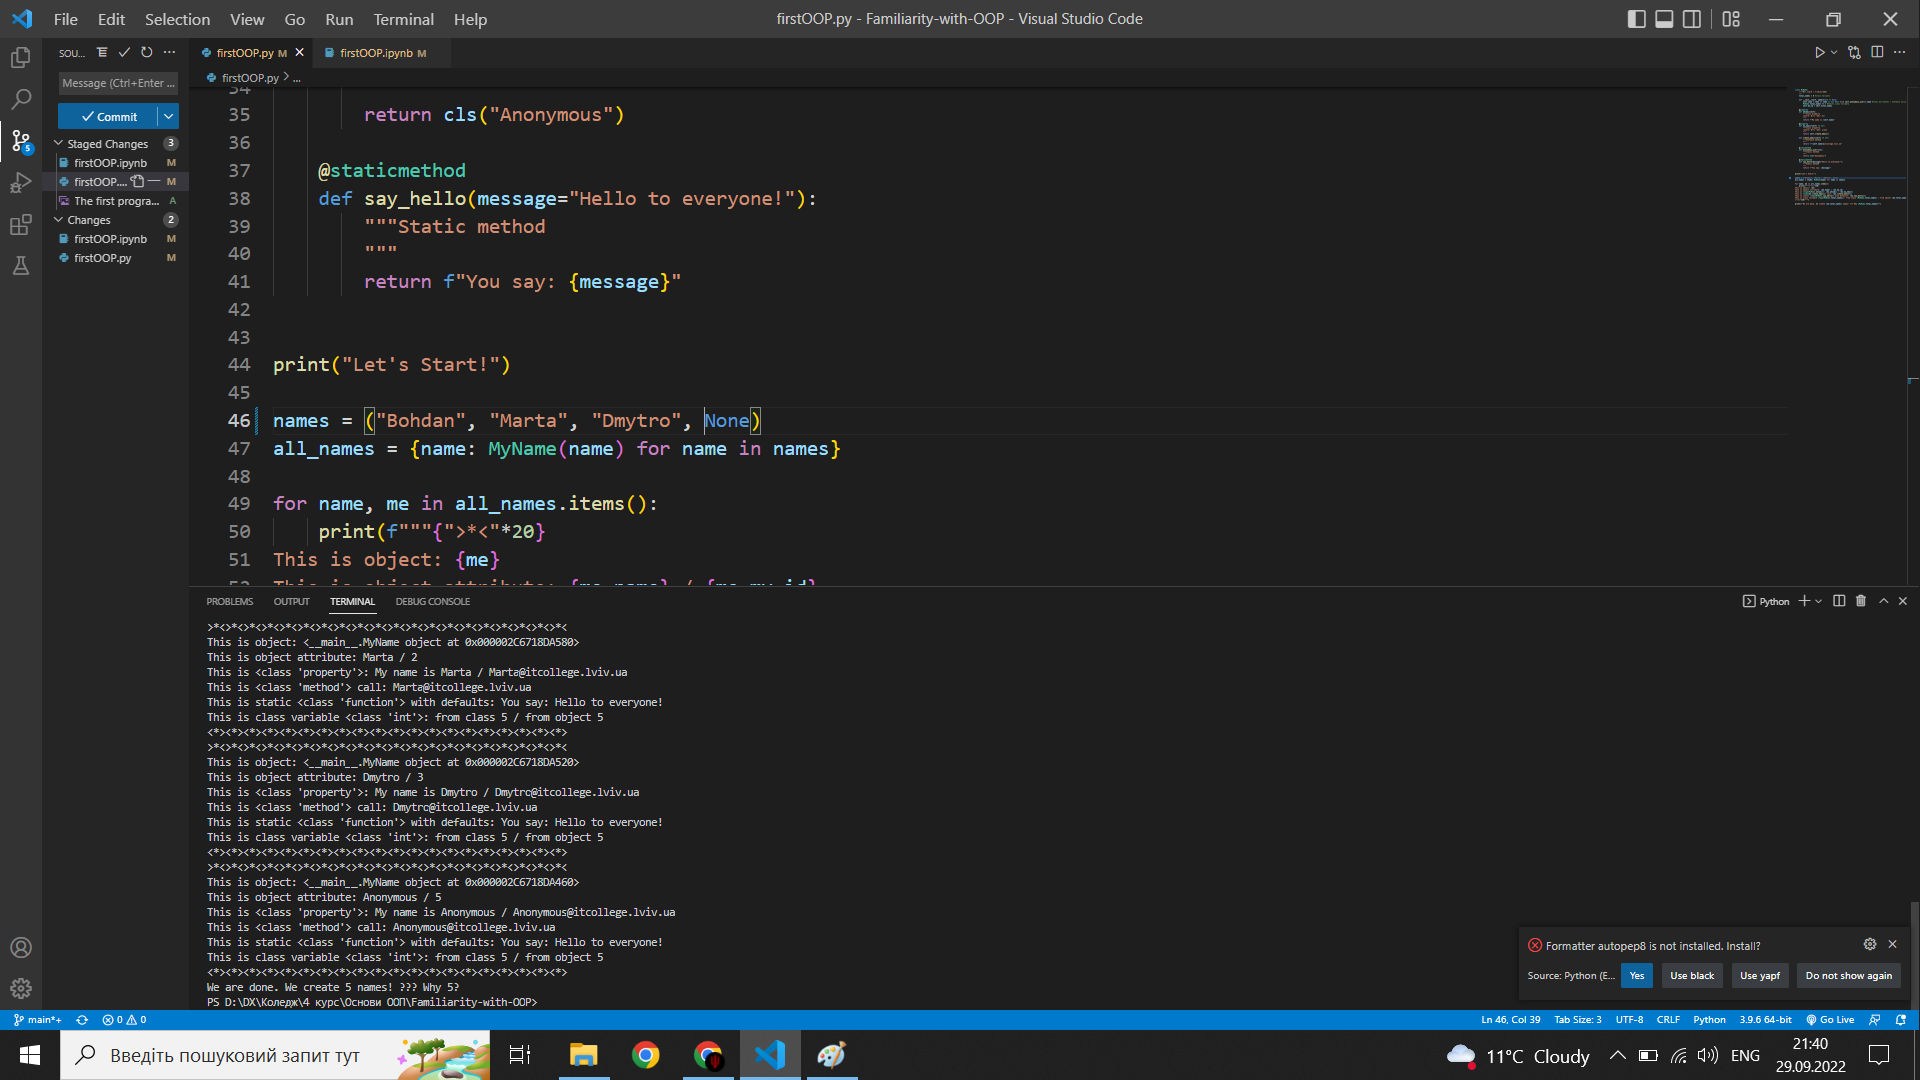 File Edit Selection View Go Run Terminal Help
firstOOP.py - Familiarity-with-OOP - Visual Studio Code
SOU...
Message (Ctrl+Enter ...
Commit
Staged Changes 3
firstOOP.ipynb M
firstOOP.... M
The first progra... A
Changes 2
firstOOP.ipynb M
firstOOP.py M
5
firstOOP.py M
firstOOP.ipynb M
firstOOP.py > ...
34
35 return cls("Anonymous")
36
37 @staticmethod
38 def say_hello(message="Hello to everyone!"):
39 """Static method
40 """
41 return f"You say: {message}"
42
43
44 print("Let's Start!")
45
46 names = ("Bohdan", "Marta", "Dmytro", None)
47 all_names = {name: MyName(name) for name in names}
48
49 for name, me in all_names.items():
50 print(f"""{">*<"*20}
51 This is object: {me}
52 This is object attribute: {me.name} / {me.my_id}
PROBLEMS OUTPUT TERMINAL DEBUG CONSOLE
Python
>*<>*<>*<>*<>*<>*<>*<>*<>*<>*<>*<>*<>*<>*<>*<>*<>*<>*<>*<>*<
This is object: <__main__.MyName object at 0x000002C6718DA580>
This is object attribute: Marta / 2
This is <class 'property'>: My name is Marta / Marta@itcollege.lviv.ua
This is <class 'method'> call: Marta@itcollege.lviv.ua
This is static <class 'function'> with defaults: You say: Hello to everyone!
This is class variable <class 'int'>: from class 5 / from object 5
<*><*><*><*><*><*><*><*><*><*><*><*><*><*><*><*><*><*><*><*>
>*<>*<>*<>*<>*<>*<>*<>*<>*<>*<>*<>*<>*<>*<>*<>*<>*<>*<>*<>*<
This is object: <__main__.MyName object at 0x000002C6718DA520>
This is object attribute: Dmytro / 3
This is <class 'property'>: My name is Dmytro / Dmytro@itcollege.lviv.ua
This is <class 'method'> call: Dmytro@itcollege.lviv.ua
This is static <class 'function'> with defaults: You say: Hello to everyone!
This is class variable <class 'int'>: from class 5 / from object 5
<*><*><*><*><*><*><*><*><*><*><*><*><*><*><*><*><*><*><*><*>
>*<>*<>*<>*<>*<>*<>*<>*<>*<>*<>*<>*<>*<>*<>*<>*<>*<>*<>*<>*<
This is object: <__main__.MyName object at 0x000002C6718DA460>
This is object attribute: Anonymous / 5
This is <class 'property'>: My name is Anonymous / Anonymous@itcollege.lviv.ua
This is <class 'method'> call: Anonymous@itcollege.lviv.ua
This is static <class 'function'> with defaults: You say: Hello to everyone!
This is class variable <class 'int'>: from class 5 / from object 5
<*><*><*><*><*><*><*><*><*><*><*><*><*><*><*><*><*><*><*><*>
We are done. We create 5 names! ??? Why 5?
PS D:\DX\Коледж\4 курс\Основи ООП\Familiarity-with-OOP>
Formatter autopep8 is not installed. Install?
Source: Python (E... Yes Use black Use yapf Do not show again
main*+ 0 0
Ln 46, Col 39 Tab Size: 3 UTF-8 CRLF Python 3.9.6 64-bit Go Live
Введіть пошуковий запит тут
11°C Cloudy
ENG
21:40
29.09.2022